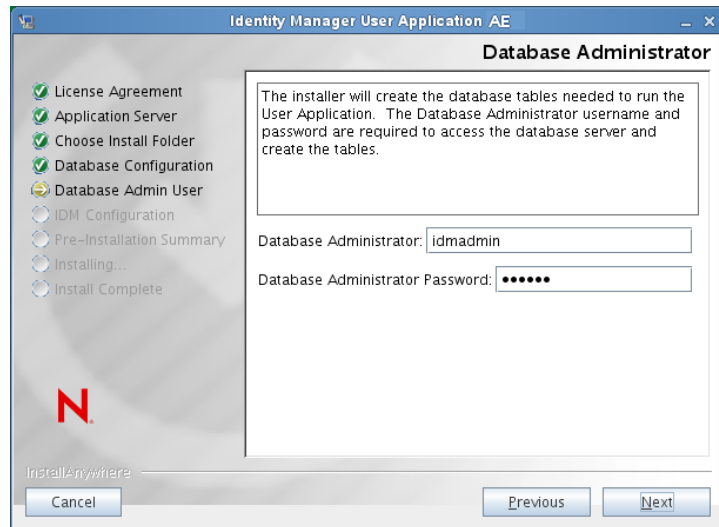 Identity Manager User Application AE
Database Administrator
License Agreement
Application Server
Choose Install Folder
Database Configuration
Database Admin User
IDM Configuration
Pre-Installation Summary
Installing...
Install Complete
The installer will create the database tables needed to run the
User Application. The Database Administrator username and
password are required to access the database server and
create the tables.
Database Administrator: idmadmin
Database Administrator Password: ••••••
N
InstallAnywhere
Cancel
Previous
Next